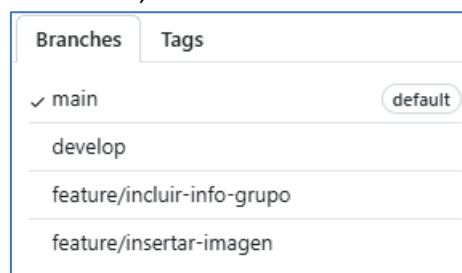 Branches Tags
main default
develop
feature/incluir-info-grupo
feature/insertar-imagen